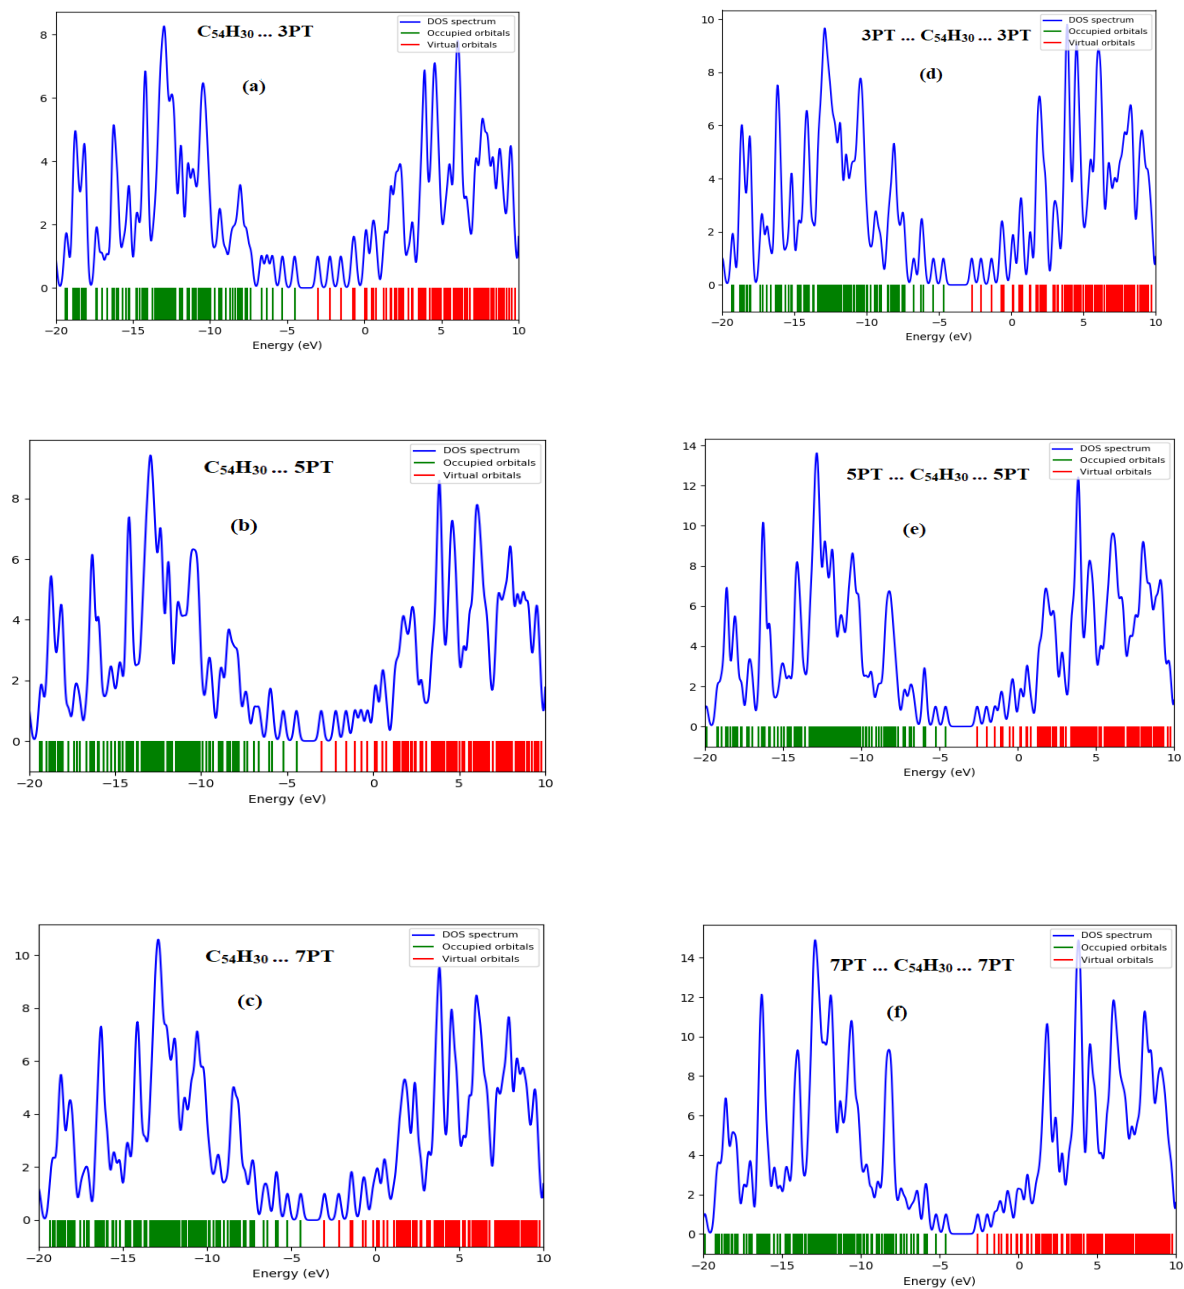 C₅₄H₃₀ ... 3PT
(a)
DOS spectrum
Occupied orbitals
Virtual orbitals
8
6
4
2
0
−20 −15 −10 −5 0 5 10
Energy (eV)
3PT ... C₅₄H₃₀ ... 3PT
(d)
DOS spectrum
Occupied orbitals
Virtual orbitals
10
8
6
4
2
0
−20 −15 −10 −5 0 5 10
Energy (eV)
C₅₄H₃₀ ... 5PT
(b)
DOS spectrum
Occupied orbitals
Virtual orbitals
8
6
4
2
0
−20 −15 −10 −5 0 5 10
Energy (eV)
5PT ... C₅₄H₃₀ ... 5PT
(e)
DOS spectrum
Occupied orbitals
Virtual orbitals
14
12
10
8
6
4
2
0
−20 −15 −10 −5 0 5 10
Energy (eV)
C₅₄H₃₀ ... 7PT
(c)
DOS spectrum
Occupied orbitals
Virtual orbitals
10
8
6
4
2
0
−20 −15 −10 −5 0 5 10
Energy (eV)
7PT ... C₅₄H₃₀ ... 7PT
(f)
DOS spectrum
Occupied orbitals
Virtual orbitals
14
12
10
8
6
4
2
0
−20 −15 −10 −5 0 5 10
Energy (eV)